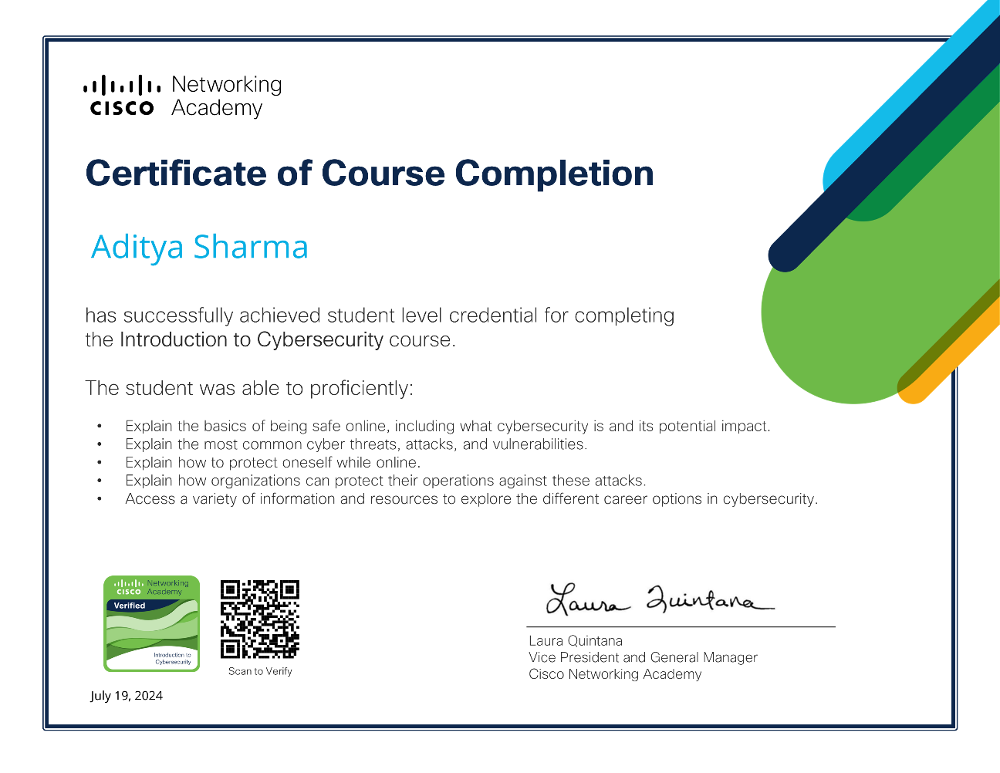 CISCO
Networking
Academy
Certificate of Course Completion
Aditya Sharma
has successfully achieved student level credential for completing
the Introduction to Cybersecurity course.
The student was able to proficiently:
• Explain the basics of being safe online, including what cybersecurity is and its potential impact.
• Explain the most common cyber threats, attacks, and vulnerabilities.
• Explain how to protect oneself while online.
• Explain how organizations can protect their operations against these attacks.
• Access a variety of information and resources to explore the different career options in cybersecurity.
CISCO
Networking
Academy
Verified
Introduction to
Cybersecurity
Scan to Verify
July 19, 2024
Laura Quintana
Laura Quintana
Vice President and General Manager
Cisco Networking Academy